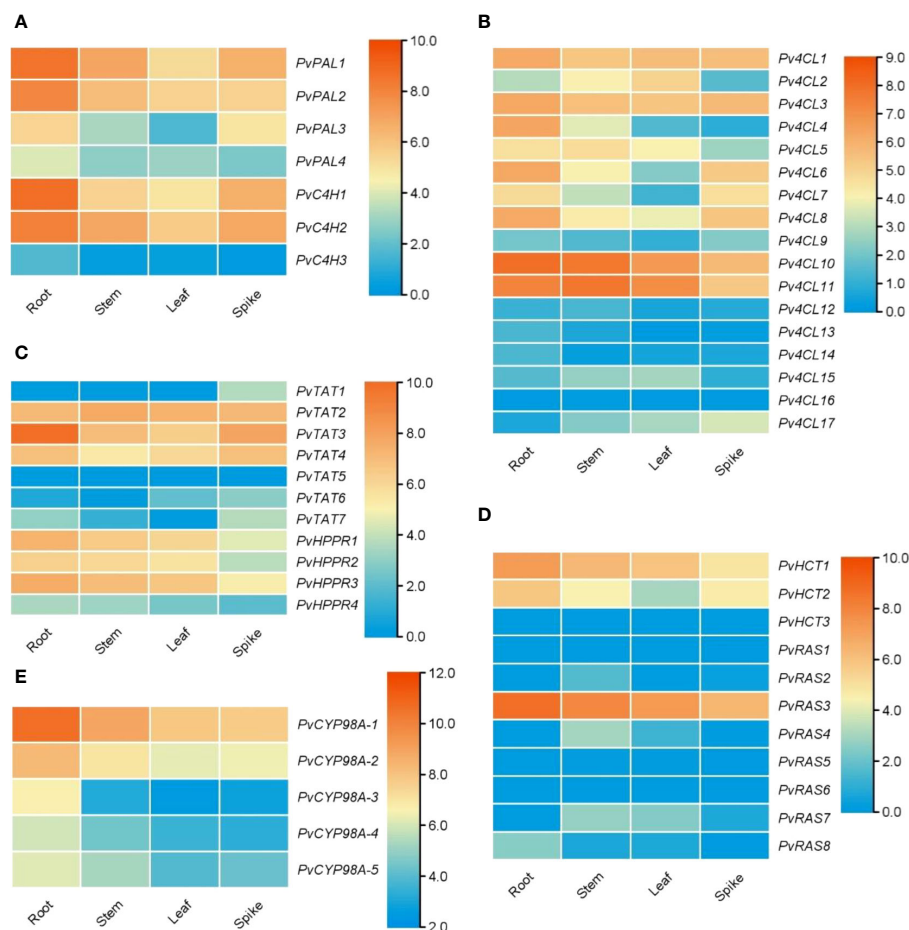 A
PvPAL1
PvPAL2
PvPAL3
PvPAL4
PvC4H1
PvC4H2
PvC4H3
Root
Stem
Leaf
Spike
10.0
8.0
6.0
4.0
2.0
0.0
B
Pv4CL1
Pv4CL2
Pv4CL3
Pv4CL4
Pv4CL5
Pv4CL6
Pv4CL7
Pv4CL8
Pv4CL9
Pv4CL10
Pv4CL11
Pv4CL12
Pv4CL13
Pv4CL14
Pv4CL15
Pv4CL16
Pv4CL17
Root
Stem
Leaf
Spike
9.0
8.0
7.0
6.0
5.0
4.0
3.0
2.0
1.0
0.0
C
PvTAT1
PvTAT2
PvTAT3
PvTAT4
PvTAT5
PvTAT6
PvTAT7
PvHPPR1
PvHPPR2
PvHPPR3
PvHPPR4
Root
Stem
Leaf
Spike
10.0
8.0
6.0
4.0
2.0
0.0
D
PvHCT1
PvHCT2
PvHCT3
PvRAS1
PvRAS2
PvRAS3
PvRAS4
PvRAS5
PvRAS6
PvRAS7
PvRAS8
Root
Stem
Leaf
Spike
10.0
8.0
6.0
4.0
2.0
0.0
E
PvCYP98A-1
PvCYP98A-2
PvCYP98A-3
PvCYP98A-4
PvCYP98A-5
Root
Stem
Leaf
Spike
12.0
10.0
8.0
6.0
4.0
2.0